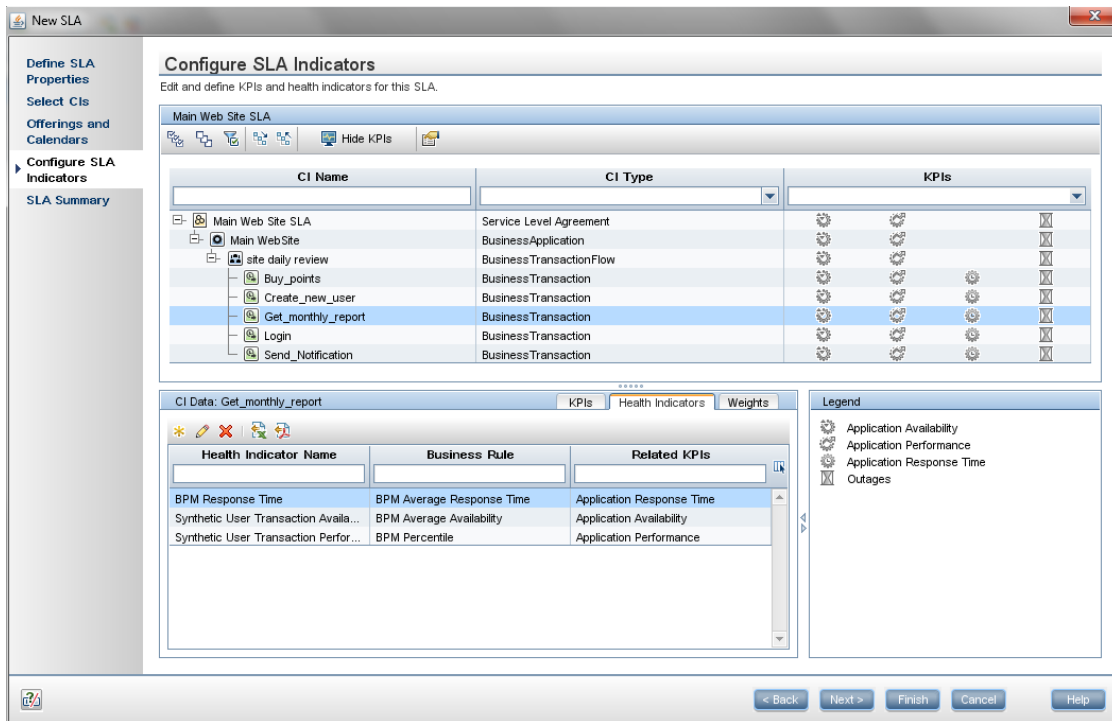 New SLA
Define SLA
Properties
Select CIs
Offerings and
Calendars
Configure SLA
Indicators
SLA Summary
Configure SLA Indicators
Edit and define KPIs and health indicators for this SLA.
Main Web Site SLA
Hide KPIs
CI Name CI Type KPIs
Main Web Site SLA Service Level Agreement
Main WebSite BusinessApplication
site daily review BusinessTransactionFlow
Buy_points BusinessTransaction
Create_new_user BusinessTransaction
Get_monthly_report BusinessTransaction
Login BusinessTransaction
Send_Notification BusinessTransaction
CI Data: Get_monthly_report KPIs Health Indicators Weights
Health Indicator Name Business Rule Related KPIs
BPM Response Time BPM Average Response Time Application Response Time
Synthetic User Transaction Availa... BPM Average Availability Application Availability
Synthetic User Transaction Perfor... BPM Percentile Application Performance
Legend
Application Availability
Application Performance
Application Response Time
Outages
< Back Next > Finish Cancel Help